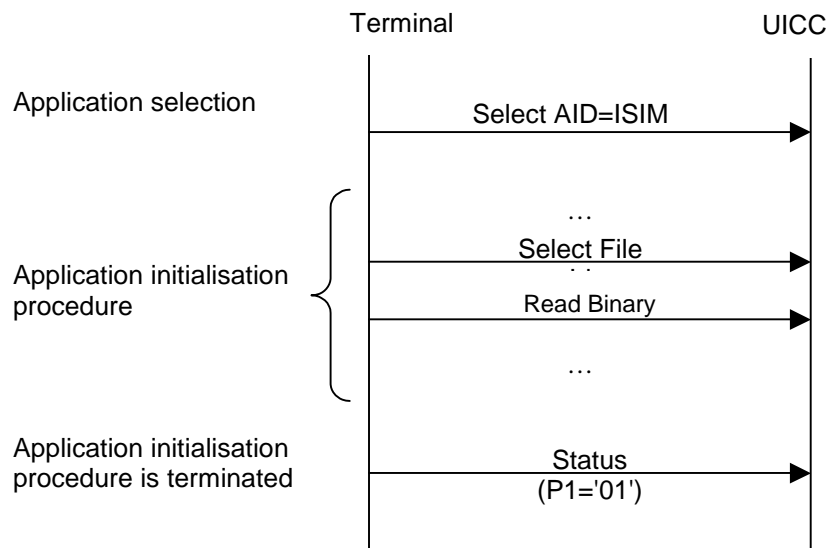 Terminal UICC
Application selection
Select AID=ISIM
…
Select File
. .
Application initialisation
procedure
Read Binary
…
Application initialisation
procedure is terminated
Status
(P1='01')